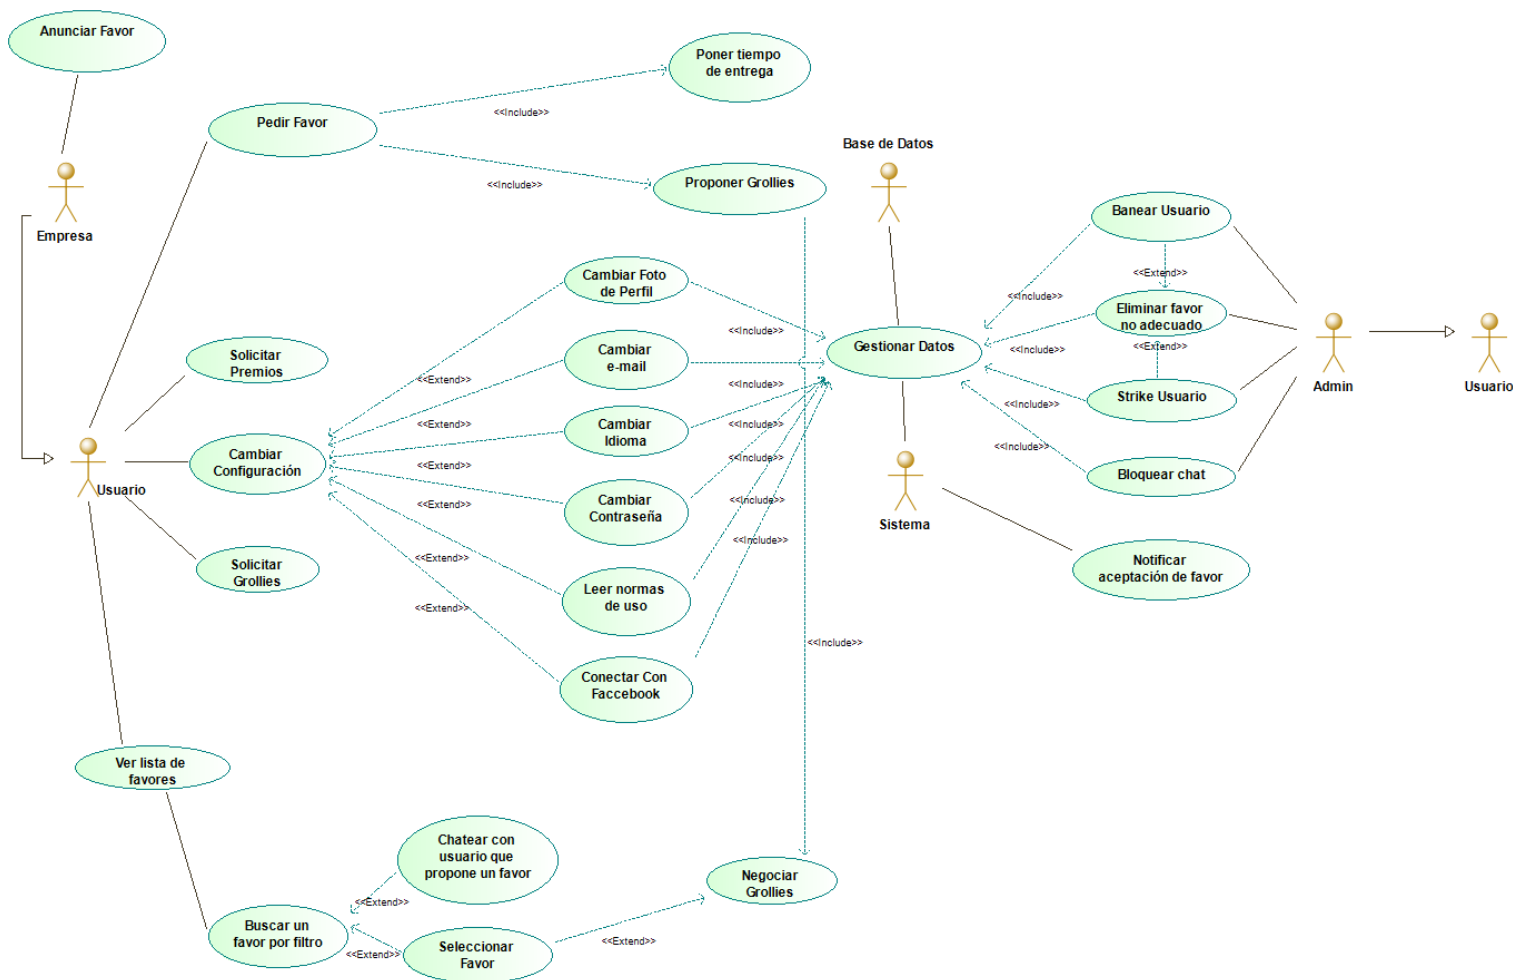 Anunciar Favor
Poner tiempo
de entrega
Pedir Favor
<<Include>>
Base de Datos
<<Include>>
Proponer Grollies
Banear Usuario
Empresa
Cambiar Foto
de Perfil
<<Extend>>
<<Include>>
Eliminar favor
no adecuado
<<Include>>
Gestionar Datos
<<Include>>
<<Extend>>
Solicitar
Premios
Cambiar
e-mail
<<Extend>>
<<Include>>
Admin
Usuario
Strike Usuario
<<Include>>
<<Extend>>
Cambiar
Idioma
<<Include>>
<<Include>>
Cambiar
Configuración
<<Extend>>
<<Include>>
Bloquear chat
Usuario
<<Extend>>
Cambiar
Contraseña
<<Include>>
Sistema
<<Include>>
Solicitar
Grollies
<<Extend>>
Notificar
aceptación de favor
Leer normas
de uso
<<Extend>>
<<Include>>
Conectar Con
Faccebook
Ver lista de
favores
Chatear con
usuario que
propone un favor
Negociar
Grollies
<<Extend>>
Buscar un
favor por filtro
<<Extend>>
Seleccionar
Favor
<<Extend>>